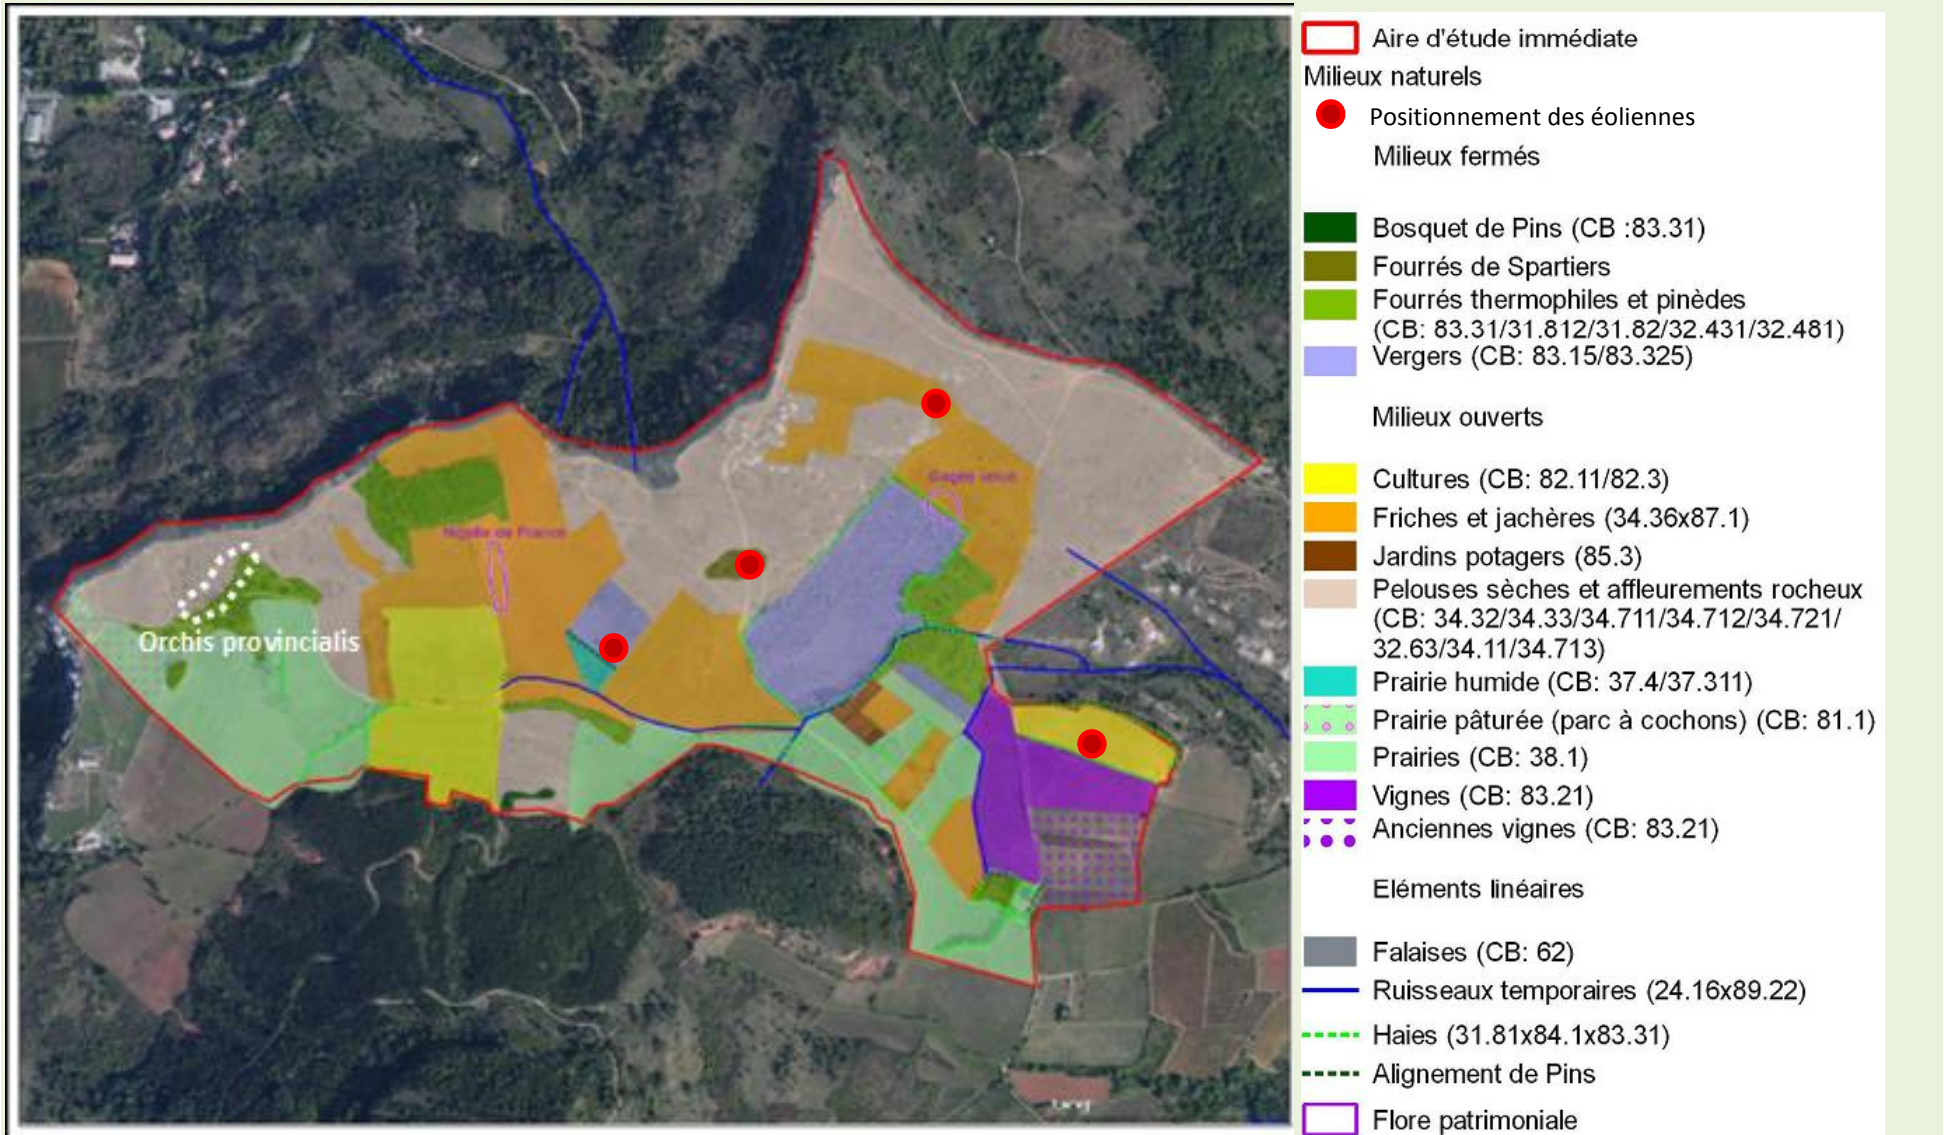 Nigelle de France
Gagée velue
Orchis provincialis
Aire d'étude immédiate
Milieux naturels
Positionnement des éoliennes
Milieux fermés
Bosquet de Pins (CB :83.31)
Fourrés de Spartiers
Fourrés thermophiles et pinèdes
(CB: 83.31/31.812/31.82/32.431/32.481)
Vergers (CB: 83.15/83.325)
Milieux ouverts
Cultures (CB: 82.11/82.3)
Friches et jachères (34.36x87.1)
Jardins potagers (85.3)
Pelouses sèches et affleurements rocheux
(CB: 34.32/34.33/34.711/34.712/34.721/
32.63/34.11/34.713)
Prairie humide (CB: 37.4/37.311)
Prairie pâturée (parc à cochons) (CB: 81.1)
Prairies (CB: 38.1)
Vignes (CB: 83.21)
Anciennes vignes (CB: 83.21)
Eléments linéaires
Falaises (CB: 62)
Ruisseaux temporaires (24.16x89.22)
Haies (31.81x84.1x83.31)
Alignement de Pins
Flore patrimoniale